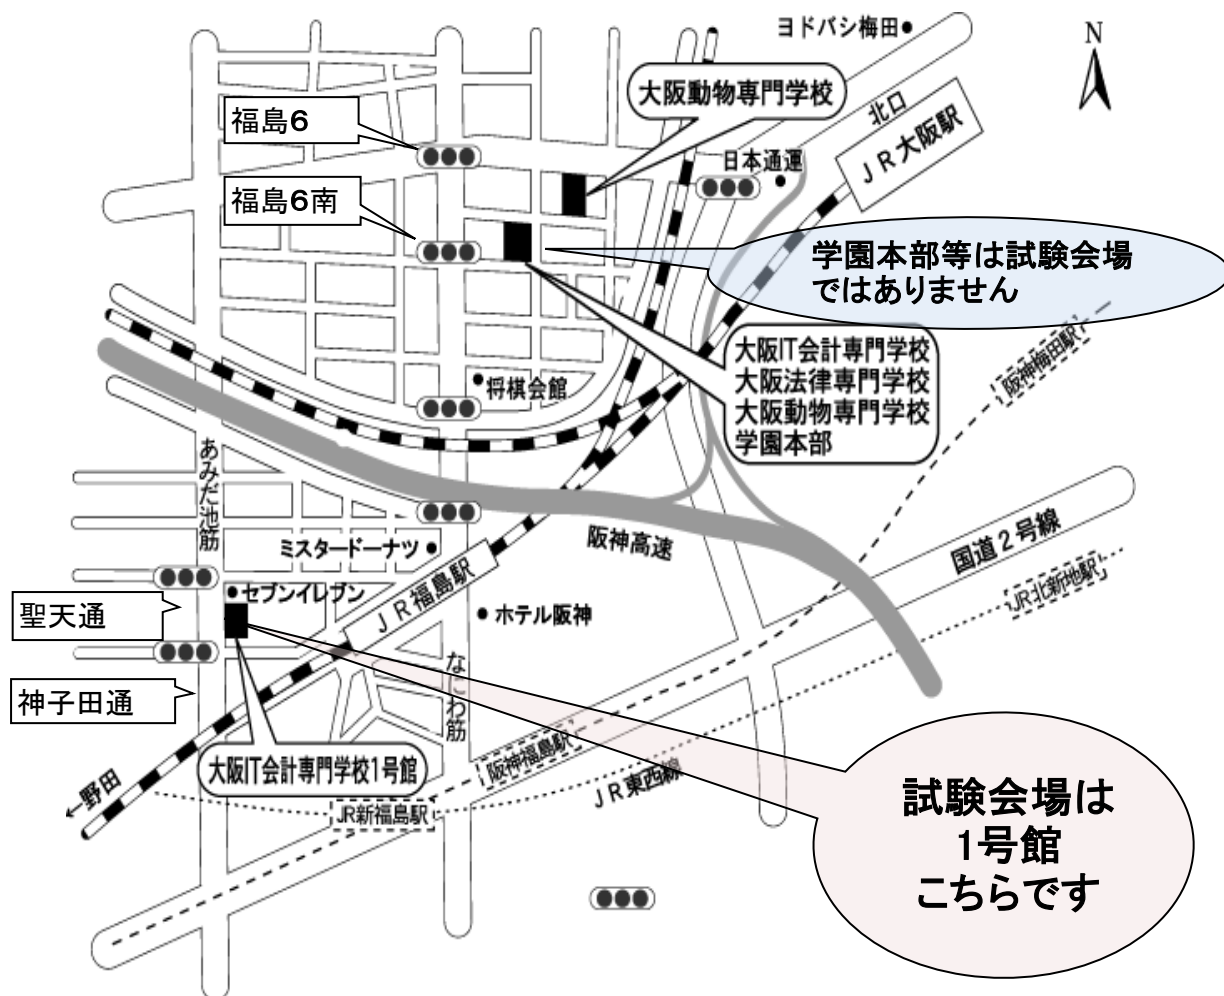 ヨドバシ梅田
N
大阪動物専門学校
北口
福島6
JR大阪駅
日本通運
福島6南
学園本部等は試験会場
ではありません
大阪IT会計専門学校
大阪法律専門学校
大阪動物専門学校
学園本部
阪神梅田駅
将棋会館
あみだ池筋
ミスタードーナツ
阪神高速
国道2号線
セブンイレブン
JR福島駅
ホテル阪神
JR北新地駅
聖天通
神子田通
なにわ筋
大阪IT会計専門学校1号館
阪神福島駅
←野田
JR新福島駅
JR東西線
試験会場は
1号館
こちらです